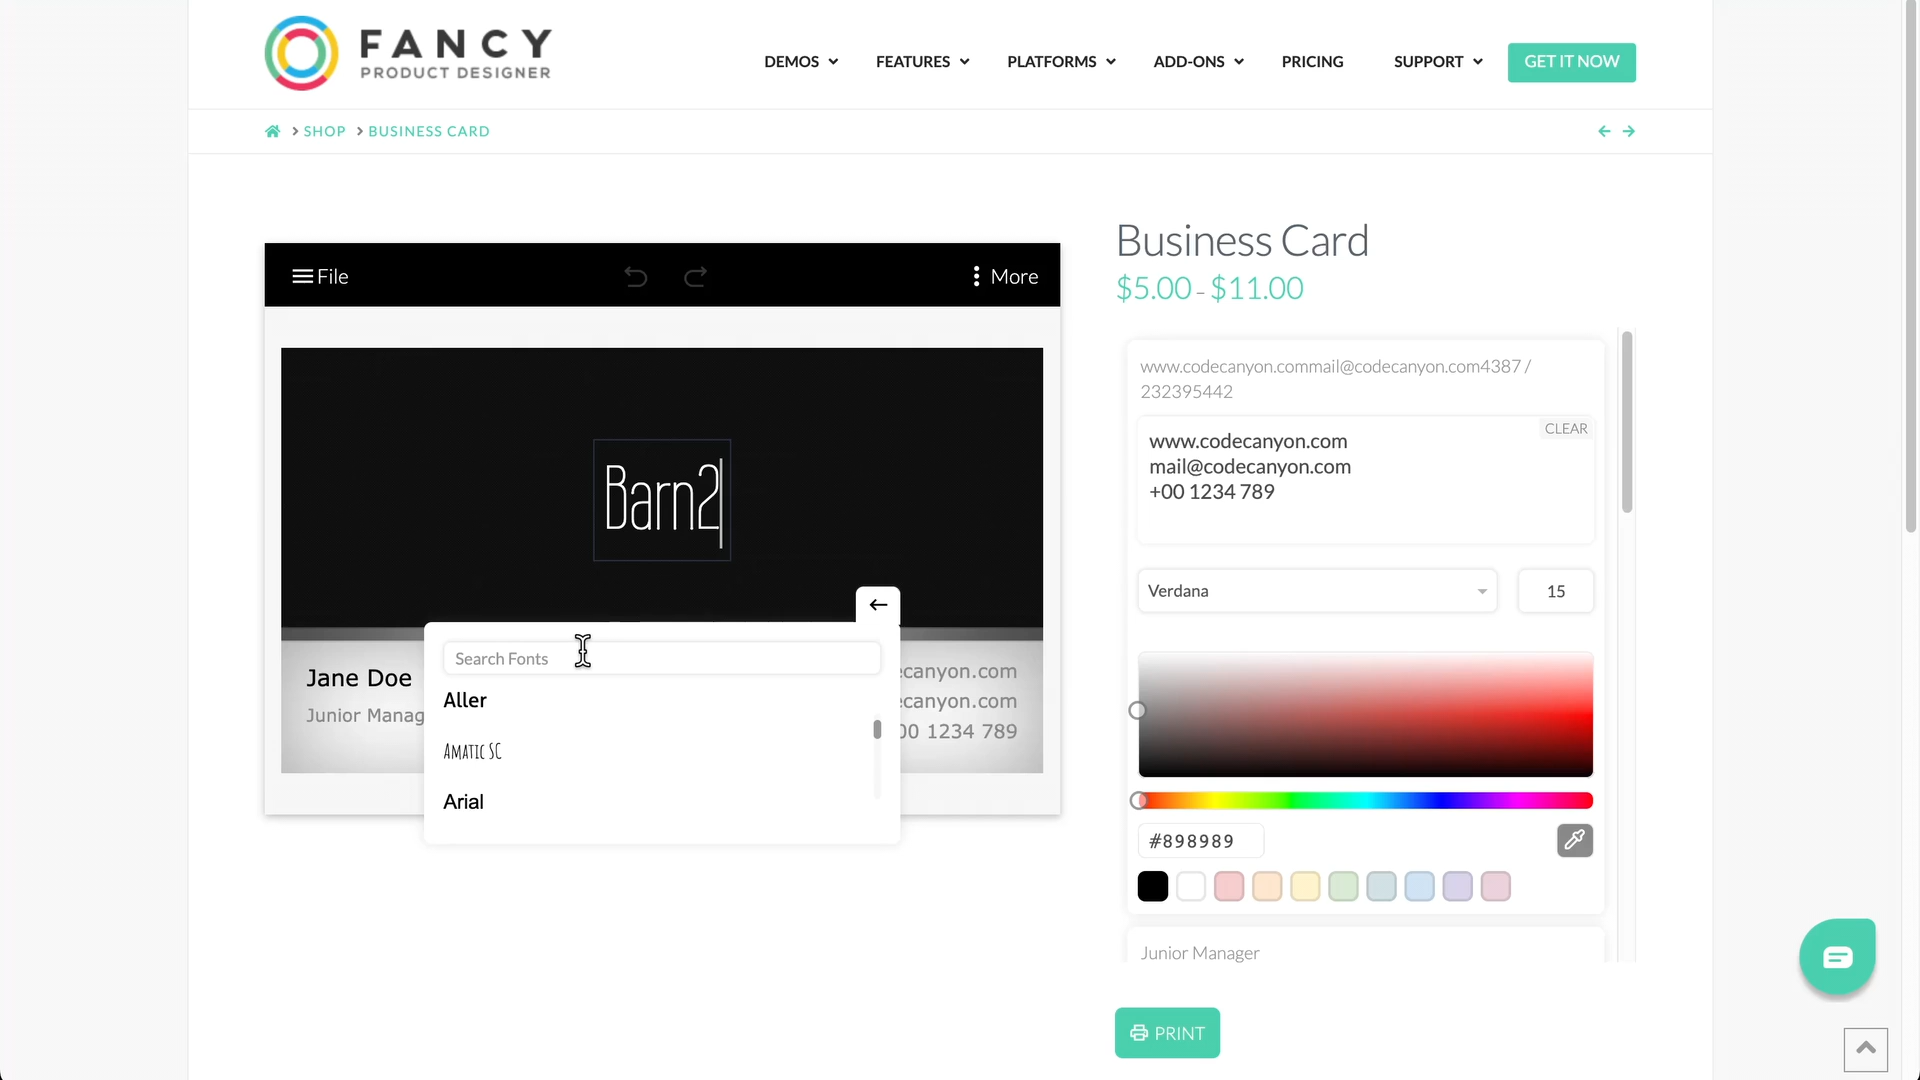 FANCY
PRODUCT DESIGNER
DEMOS FEATURES PLATFORMS ADD-ONS PRICING SUPPORT GET IT NOW
SHOP BUSINESS CARD
File
More
Barn2
Jane Doe
Junior Manag
ecanyon.com
ecanyon.com
00 1234 789
Search Fonts
Aller
Amatic SC
Arial
Business Card
$5.00 - $11.00
www.codecanyon.commail@codecanyon.com4387 /
232395442
CLEAR
www.codecanyon.com
mail@codecanyon.com
+00 1234 789
Verdana
15
#898989
Junior Manager
PRINT